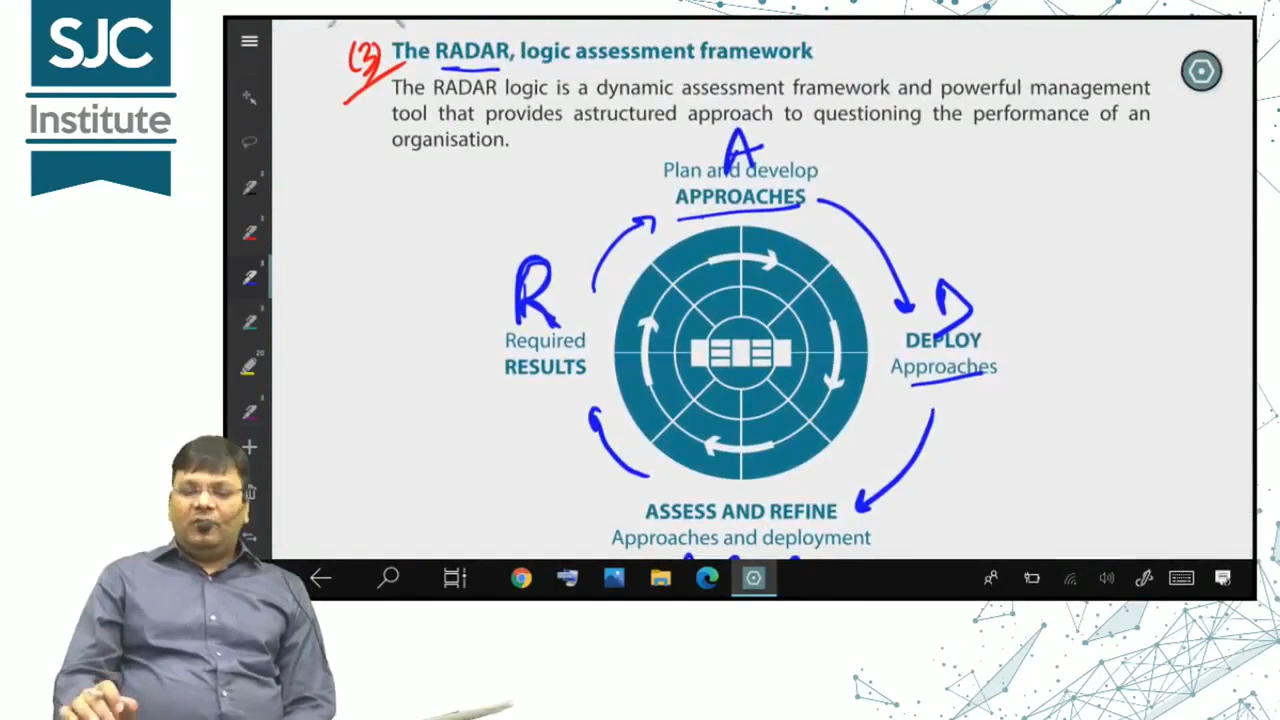 SJC
Institute
(3)
The RADAR, logic assessment framework
The RADAR logic is a dynamic assessment framework and powerful management
tool that provides astructured approach to questioning the performance of an
organisation.
A
Plan and develop
APPROACHES
R
Required
RESULTS
D
DEPLOY
Approaches
ASSESS AND REFINE
Approaches and deployment